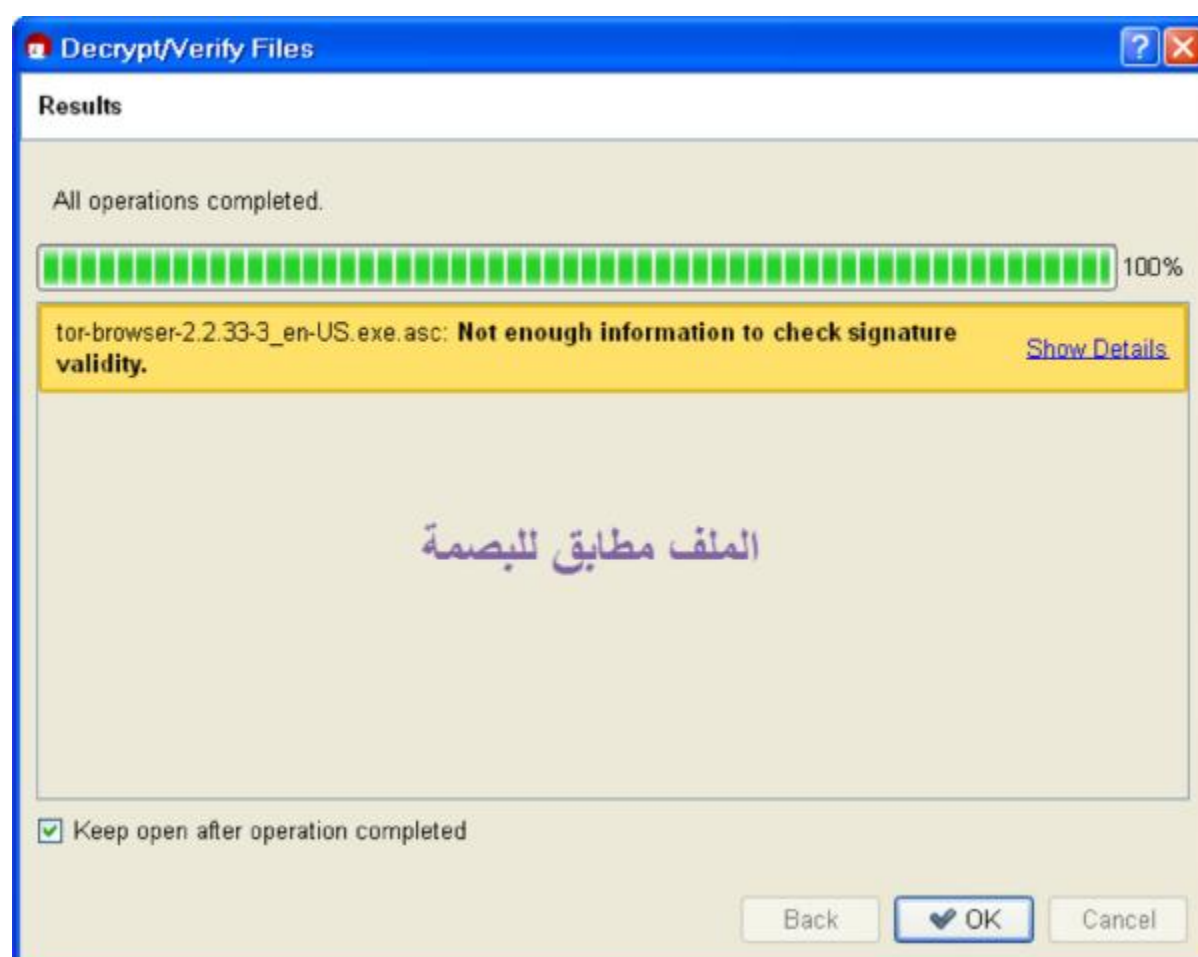 Decrypt/Verify Files
Results
All operations completed.
100%
tor-browser-2.2.33-3_en-US.exe.asc: Not enough information to check signature
validity.
Show Details
الملف مطابق للبصمة
Keep open after operation completed
Back
OK
Cancel